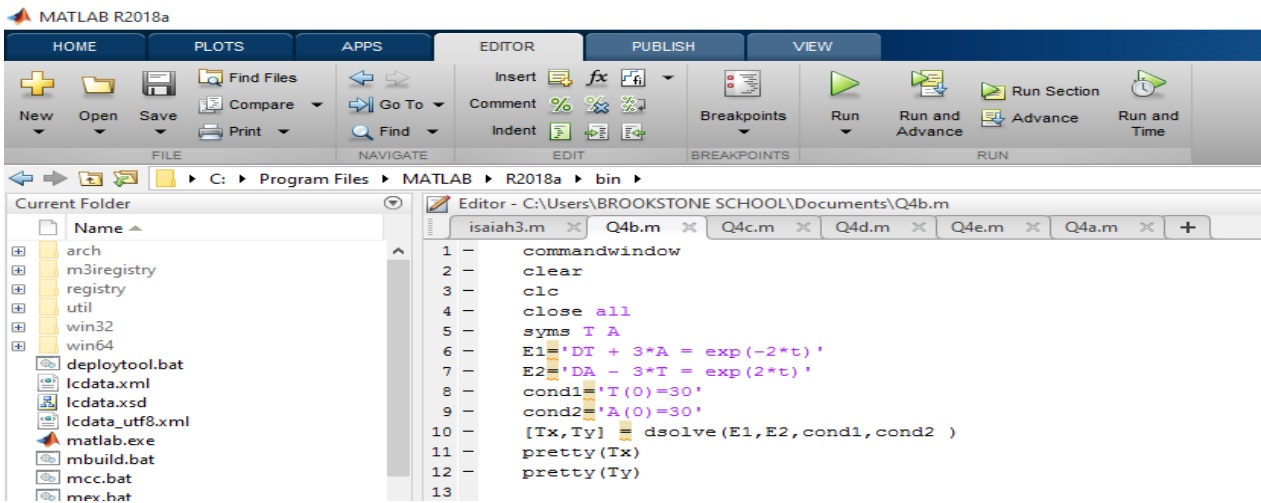 MATLAB R2018a
HOME PLOTS APPS EDITOR PUBLISH VIEW
New Open Save Find Files Compare Print Go To Find Insert fx Comment Indent Breakpoints Run Run and Advance Run Section Advance Run and Time
FILE NAVIGATE EDIT BREAKPOINTS RUN
C: Program Files MATLAB R2018a bin
Current Folder
Name
arch
m3iregistry
registry
util
win32
win64
deploytool.bat
lcdata.xml
lcdata.xsd
lcdata_utf8.xml
matlab.exe
mbuild.bat
mcc.bat
mex.bat
Editor - C:\Users\BROOKSTONE SCHOOL\Documents\Q4b.m
isaiah3.m Q4b.m Q4c.m Q4d.m Q4e.m Q4a.m +
1 - commandwindow
2 - clear
3 - clc
4 - close all
5 - syms T A
6 - E1='DT + 3*A = exp(-2*t)'
7 - E2='DA - 3*T = exp(2*t)'
8 - cond1='T(0)=30'
9 - cond2='A(0)=30'
10 - [Tx,Ty] = dsolve(E1,E2,cond1,cond2 )
11 - pretty(Tx)
12 - pretty(Ty)
13